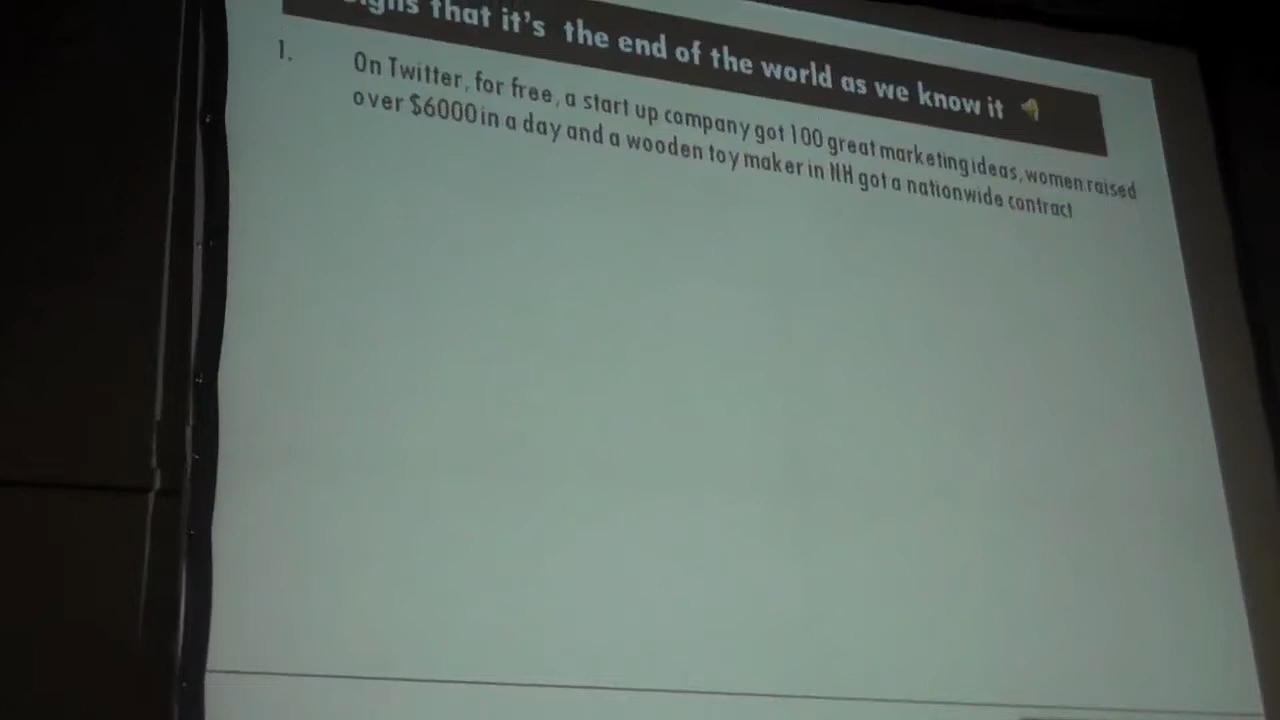 that it's the end of the world as we know it
1. On Twitter, for free, a start up company got 100 great marketing ideas, women raised
over $6000 in a day and a wooden toy maker in NH got a nationwide contract